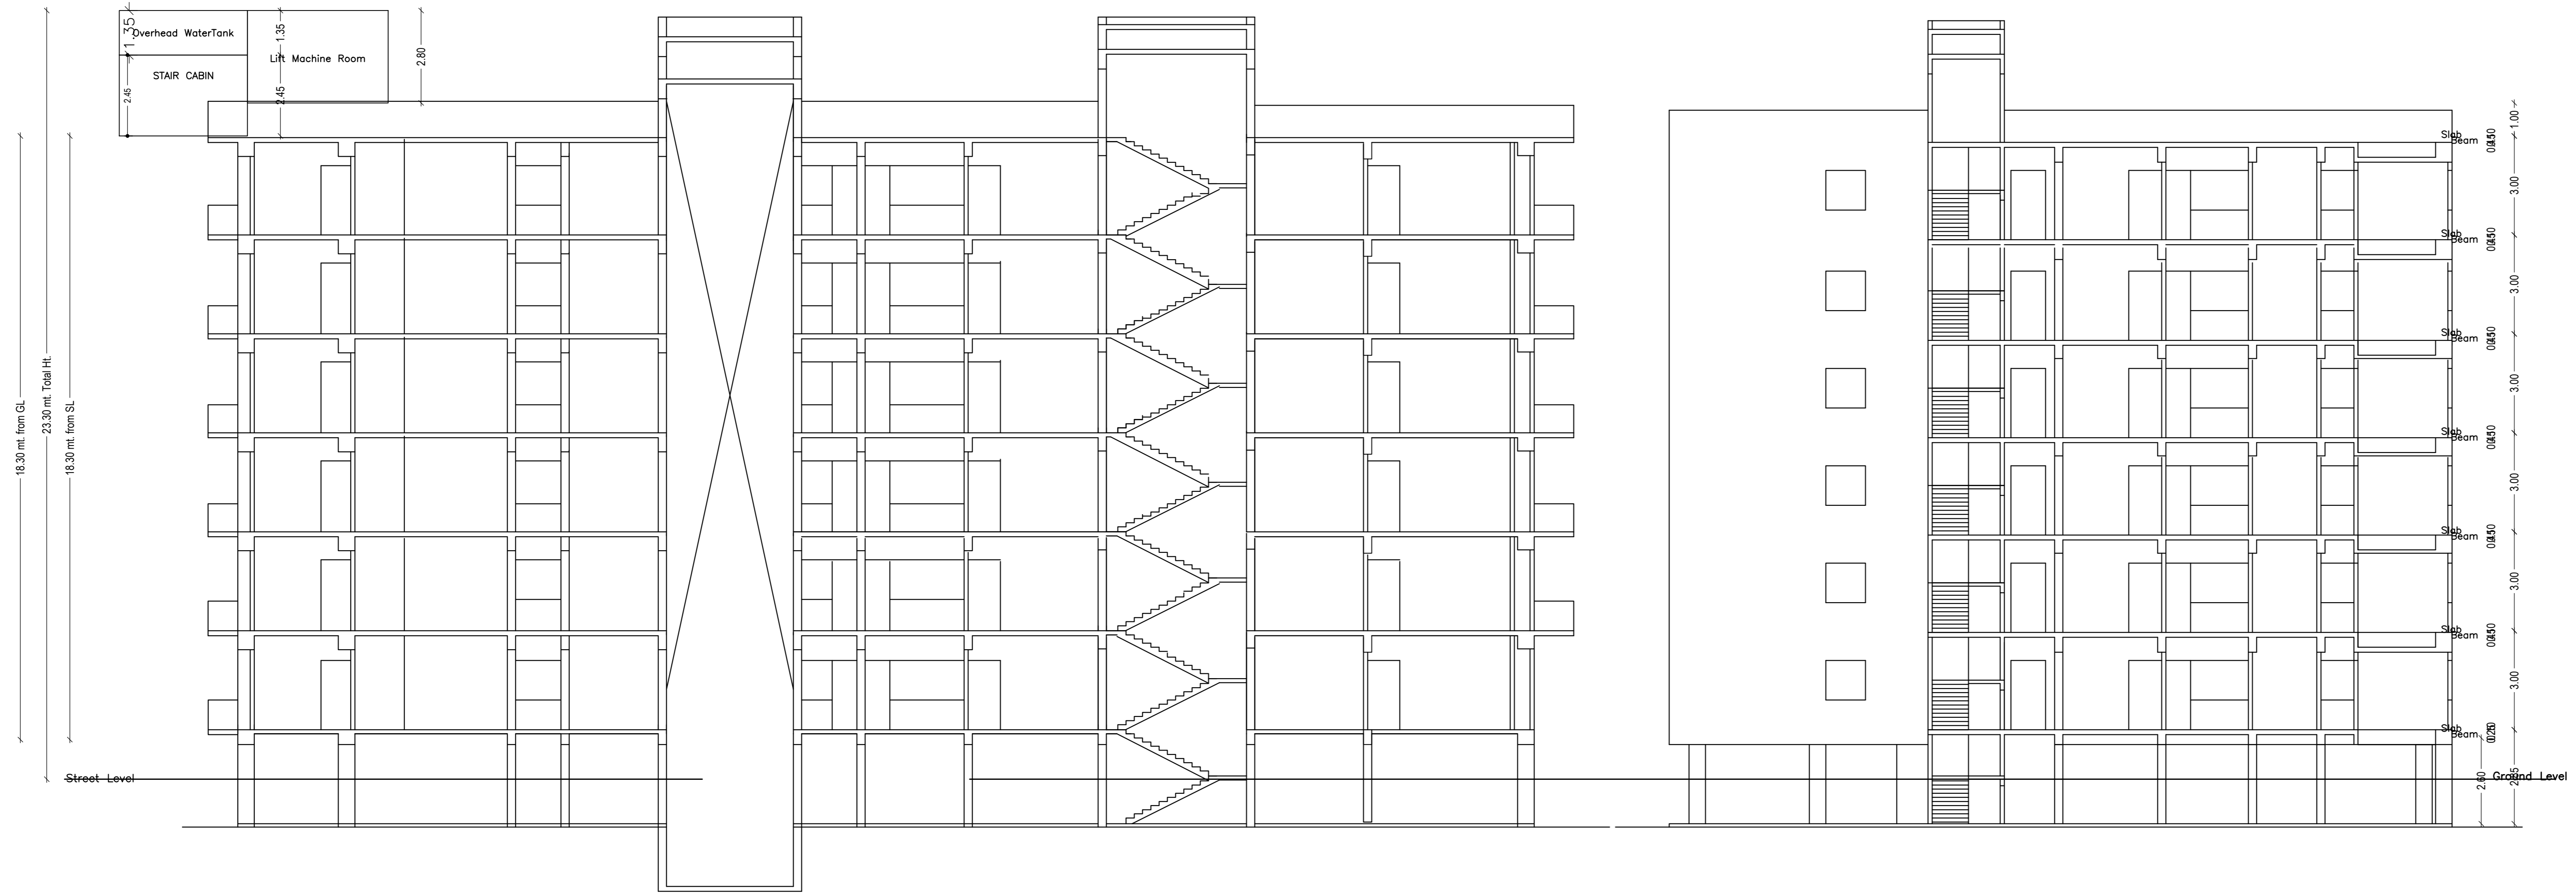 1.35
Overhead WaterTank
1.35
Lift Machine Room
STAIR CABIN
2.45
2.45
2.80
18.30 mt. from GL
23.30 mt. Total Ht.
18.30 mt. from SL
Street Level
1.00
Slab
Beam
3.00
Slab
Beam
3.00
Slab
Beam
3.00
Slab
Beam
3.00
Slab
Beam
3.00
Slab
Beam
3.00
Slab
Beam
2.60
Ground Level